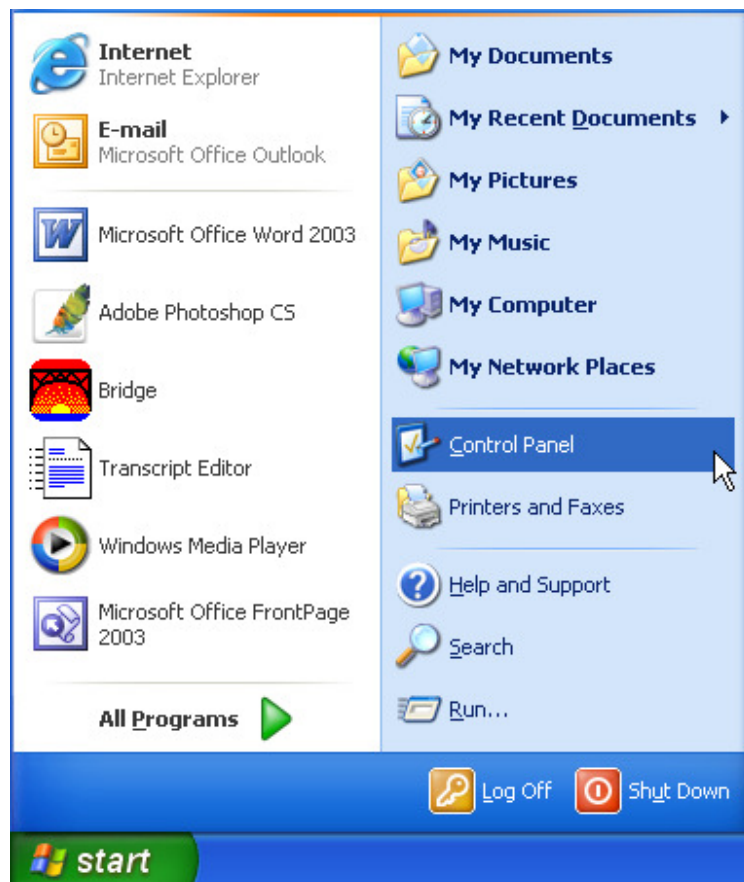 Internet
Internet Explorer
E-mail
Microsoft Office Outlook
Microsoft Office Word 2003
Adobe Photoshop CS
Bridge
Transcript Editor
Windows Media Player
Microsoft Office FrontPage
2003
All Programs
My Documents
My Recent Documents
My Pictures
My Music
My Computer
My Network Places
Control Panel
Printers and Faxes
Help and Support
Search
Run...
Log Off
Shut Down
start